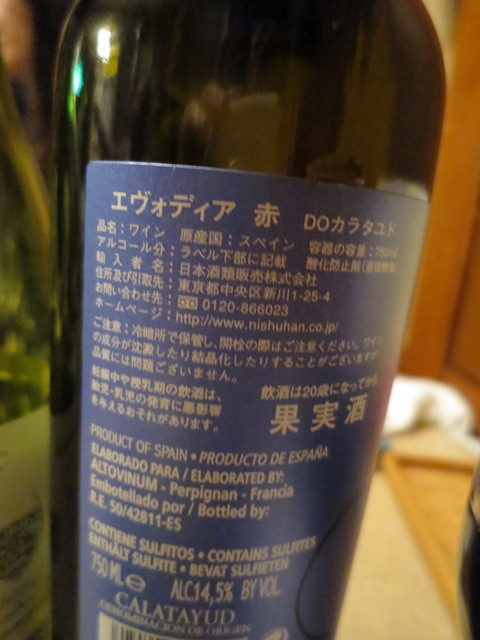 エヴォディア 赤 DOカラタユド
品名：ワイン 原産国：スペイン 容器の容量：750ml
アルコール分：ラベル下部に記載 酸化防止剤
輸入者名：日本酒類販売株式会社
住所及び引取先：東京都中央区新川1-25-4
お問い合わせ先： 0120-866023
ホームページ：http://www.nishuhan.co.jp/
ご注意：冷暗所で保管し、開栓の際はご注意ください。ワイン
の成分が沈澱したり結晶化したりすることがございますが、
品質には問題ございません。
妊娠中や授乳期の飲酒は、
胎児・乳児の発育に悪影響
を与えるおそれがあります。
飲酒は20歳になってから
果実酒
PRODUCT OF SPAIN • PRODUCTO DE ESPAÑA
ELABORADO PARA / ELABORATED BY:
ALTOVINUM - Perpignan - Francia
Embotellado por / Bottled by:
R.E. 50/42811-ES
CONTIENE SULFITOS • CONTAINS SULFITES
ENTHÄLT SULFITE • BEVAT SULFIETEN
750 ML ℮ ALC.14,5% BY VOL.
CALATAYUD
DENOMINACIÓN DE ORIGEN